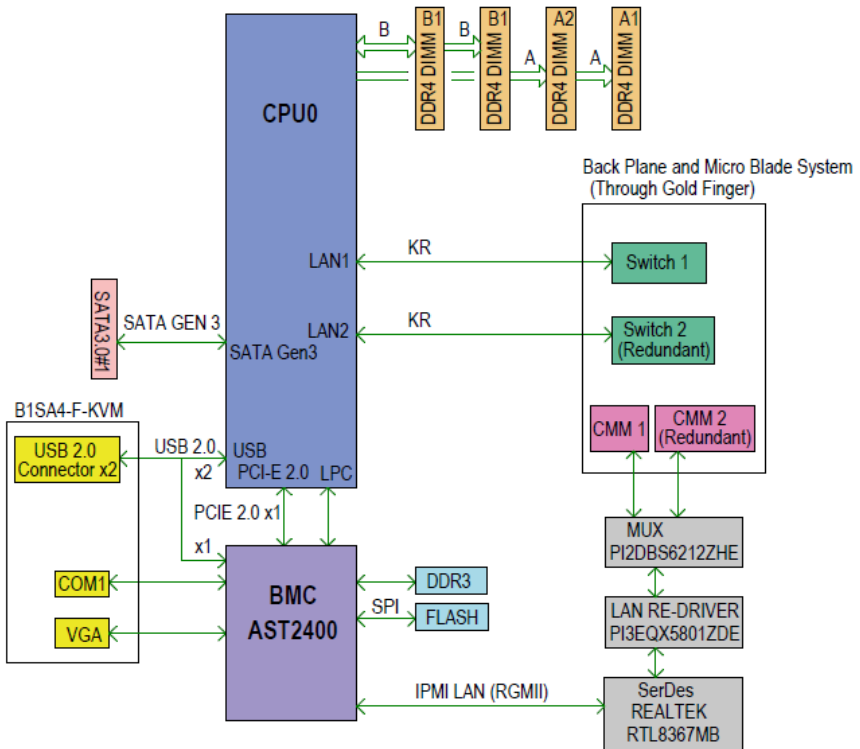 B
B
A
A
DDR4 DIMM B1
DDR4 DIMM B1
DDR4 DIMM A2
DDR4 DIMM A1
CPU0
Back Plane and Micro Blade System
(Through Gold Finger)
LAN1
KR
Switch 1
SATA3.0#1
SATA GEN 3
SATA Gen3
LAN2
KR
Switch 2
(Redundant)
B1SA4-F-KVM
USB 2.0
Connector x2
USB 2.0
x2
x1
USB
PCI-E 2.0
LPC
CMM 1
CMM 2
(Redundant)
PCIE 2.0 x1
MUX
PI2DBS6212ZHE
COM1
VGA
BMC
AST2400
DDR3
SPI
FLASH
LAN RE-DRIVER
PI3EQX5801ZDE
IPMI LAN (RGMII)
SerDes
REALTEK
RTL8367MB